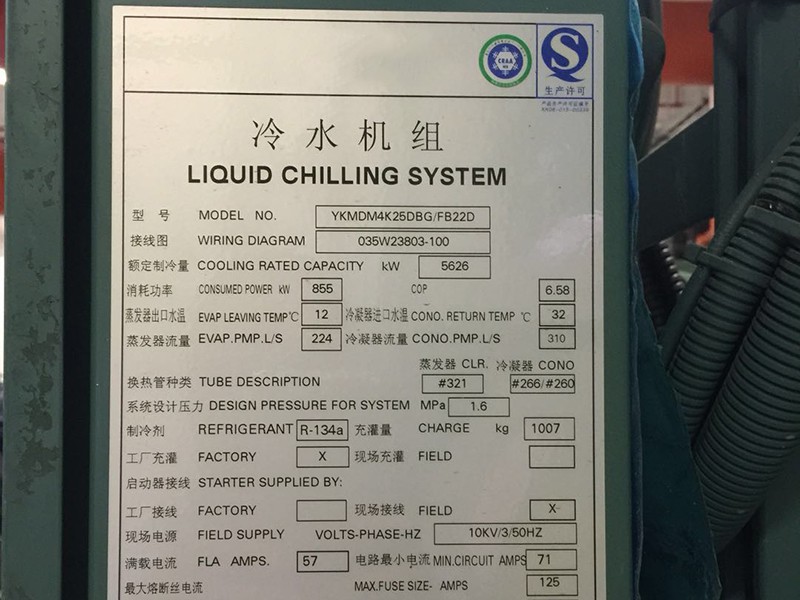 CRAA
生产许可
冷水机组
LIQUID CHILLING SYSTEM
型 号 MODEL NO. YKMDM4K25DBG/FB22D
接线图 WIRING DIAGRAM 035W23803-100
额定制冷量 COOLING RATED CAPACITY kW 5626
消耗功率 CONSUMED POWER kW 855 COP 6.58
蒸发器出口水温 EVAP LEAVING TEMP℃ 12 冷凝器进口水温 CONO. RETURN TEMP ℃ 32
蒸发器流量 EVAP.PMP.L/S 224 冷凝器流量 CONO.PMP.L/S 310
蒸发器 CLR. 冷凝器 CONO
换热管种类 TUBE DESCRIPTION #321 #266/#260
系统设计压力 DESIGN PRESSURE FOR SYSTEM MPa 1.6
制冷剂 REFRIGERANT R-134a 充灌量 CHARGE kg 1007
工厂充灌 FACTORY X 现场充灌 FIELD
启动器接线 STARTER SUPPLIED BY:
工厂接线 FACTORY 现场接线 FIELD X
现场电源 FIELD SUPPLY VOLTS-PHASE-HZ 10KV/3/50HZ
满载电流 FLA AMPS. 57 电路最小电流 MIN.CIRCUIT AMPS 71
最大熔断丝电流 MAX.FUSE SIZE- AMPS 125